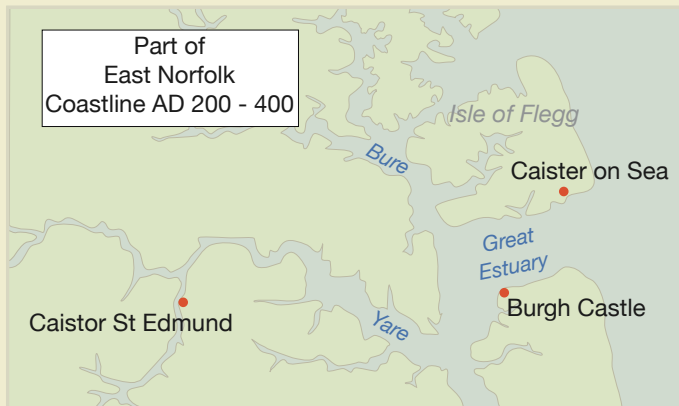 Part of
East Norfolk
Coastline AD 200 - 400
Isle of Flegg
Bure
Caister on Sea
Great
Estuary
Burgh Castle
Caistor St Edmund
Yare